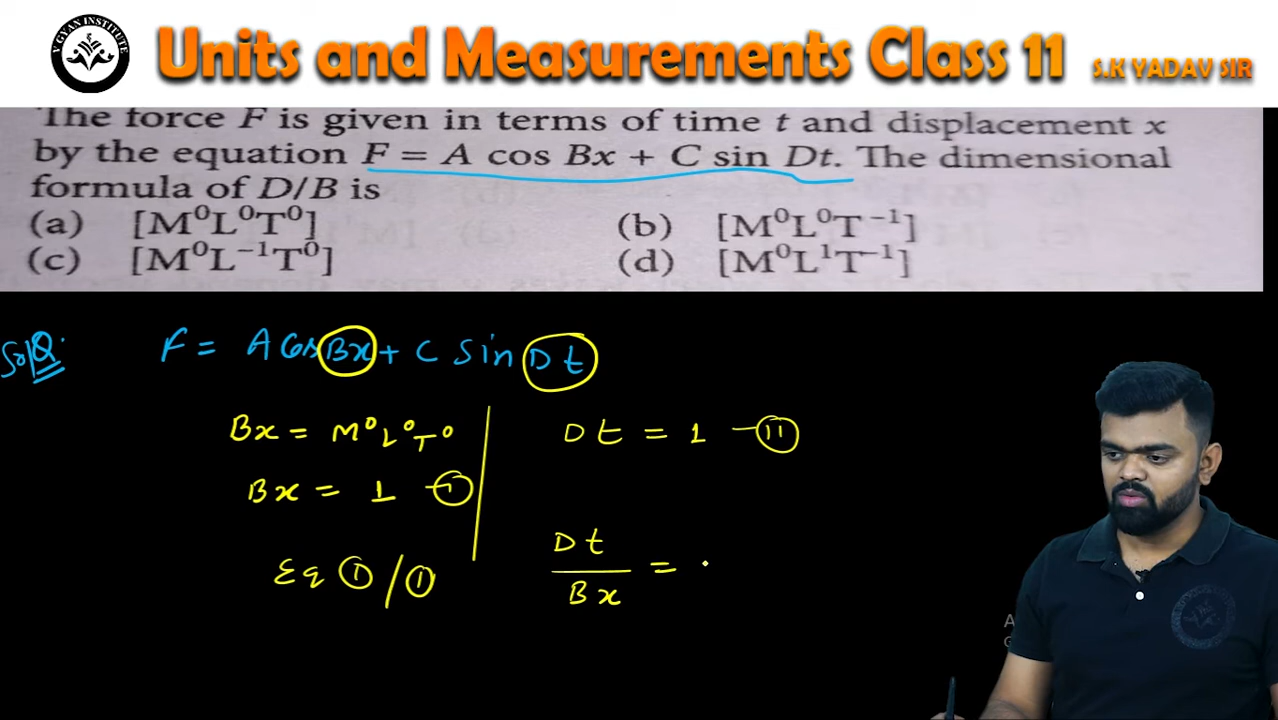 V GYAN INSTITUTE
Units and Measurements Class 11 S.K YADAV SIR
The force F is given in terms of time t and displacement x
by the equation F = A cos Bx + C sin Dt. The dimensional
formula of D/B is
(a) [M⁰L⁰T⁰] (b) [M⁰L⁰T⁻¹]
(c) [M⁰L⁻¹T⁰] (d) [M⁰L¹T⁻¹]
F = A Cos Bx + C Sin Dt
Bx = M⁰L⁰T⁰ Dt = 1 — II
Bx = 1 — I
Eq I / I Dt / Bx =